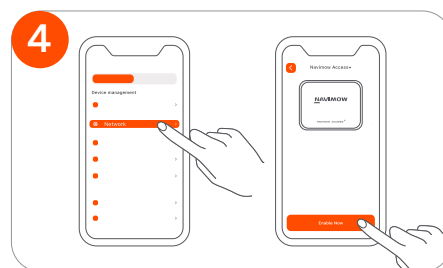 4
Device management
Network
Navimow Access+
NAVIMOW
Enable Now